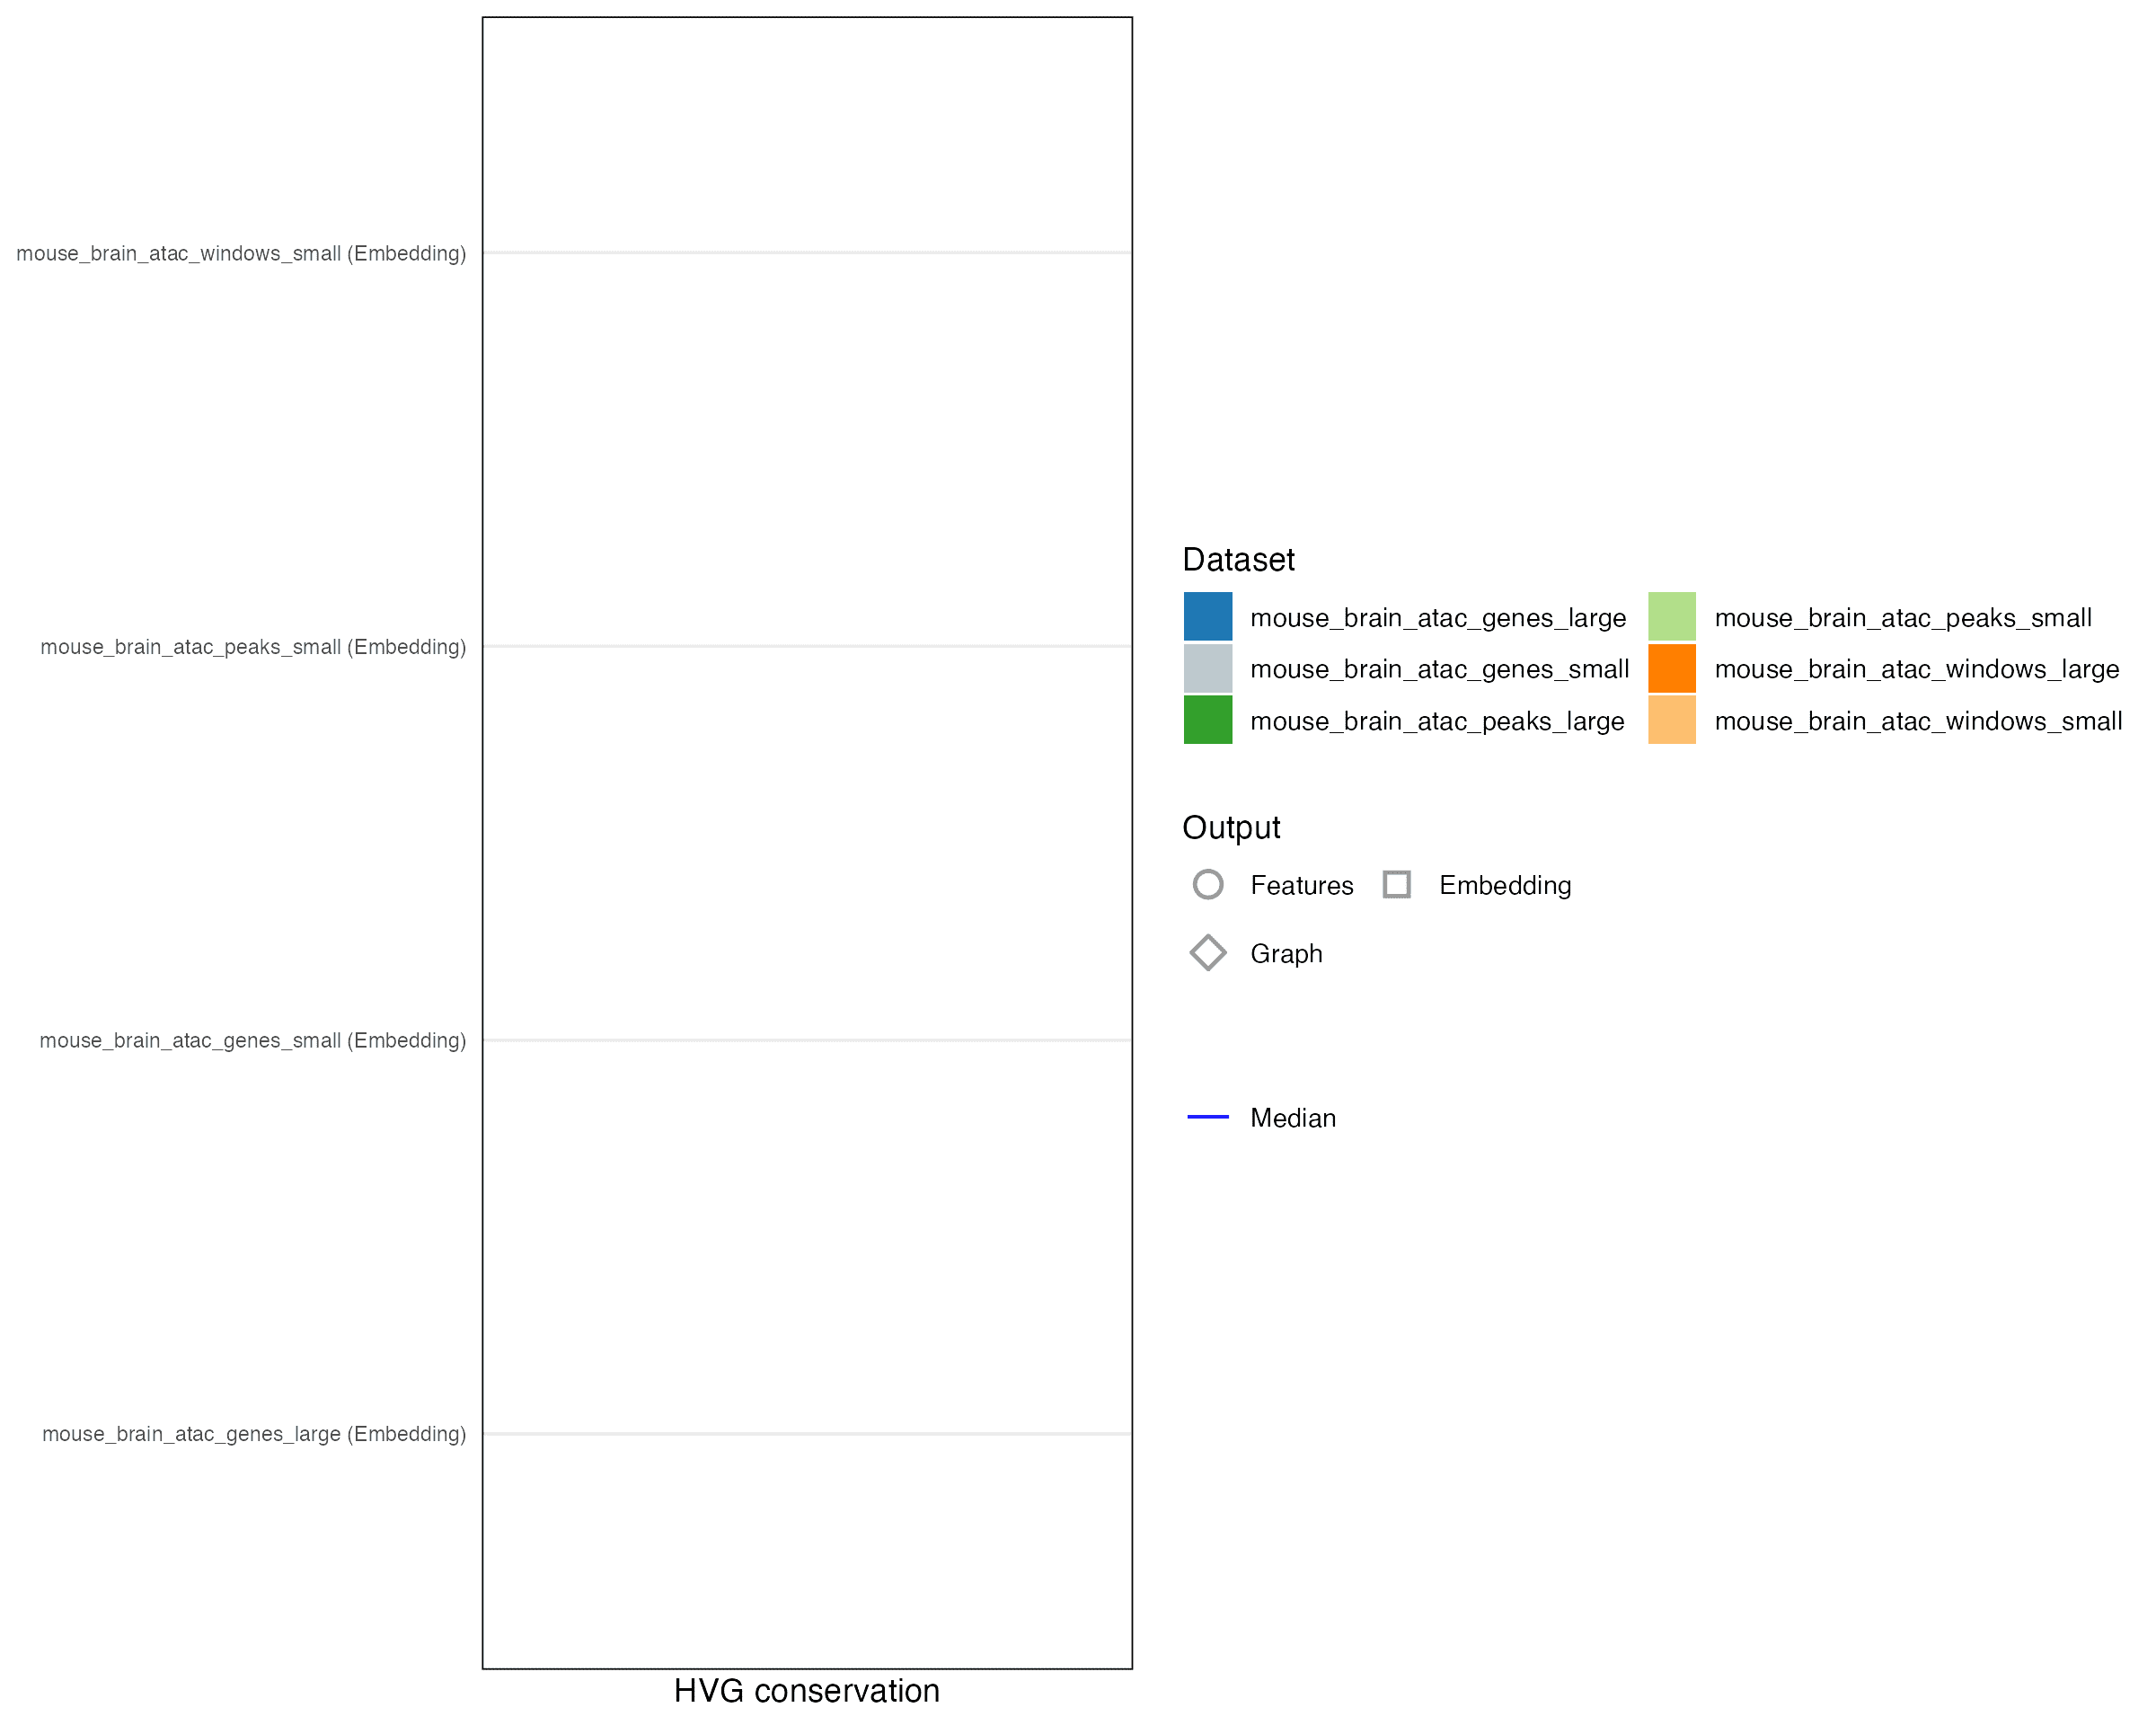 mouse_brain_atac_windows_small (Embedding)
mouse_brain_atac_peaks_small (Embedding)
mouse_brain_atac_genes_small (Embedding)
mouse_brain_atac_genes_large (Embedding)
HVG conservation
Dataset
mouse_brain_atac_genes_large
mouse_brain_atac_genes_small
mouse_brain_atac_peaks_large
mouse_brain_atac_peaks_small
mouse_brain_atac_windows_large
mouse_brain_atac_windows_small
Output
Features
Embedding
Graph
Median